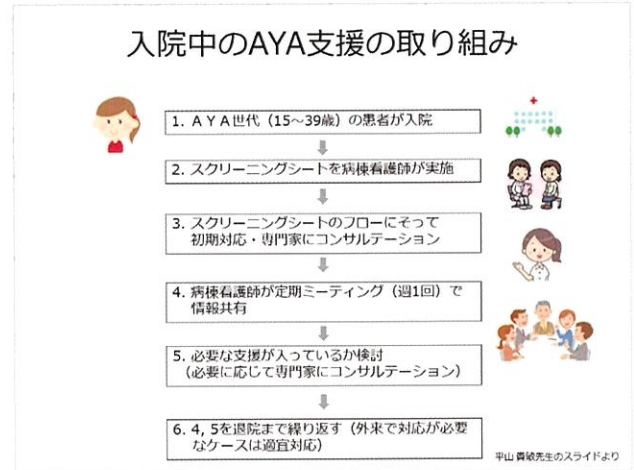 入院中のAYA支援の取り組み
1. AYA世代（15～39歳）の患者が入院
2. スクリーニングシートを病棟看護師が実施
3. スクリーニングシートのフローにそって
初期対応・専門家にコンサルテーション
4. 病棟看護師が定期ミーティング（週1回）で
情報共有
5. 必要な支援が入っているか検討
（必要に応じて専門家にコンサルテーション）
6. 4, 5を退院まで繰り返す（外来で対応が必要
なケースは適宜対応）
平山 貴敏先生のスライドより